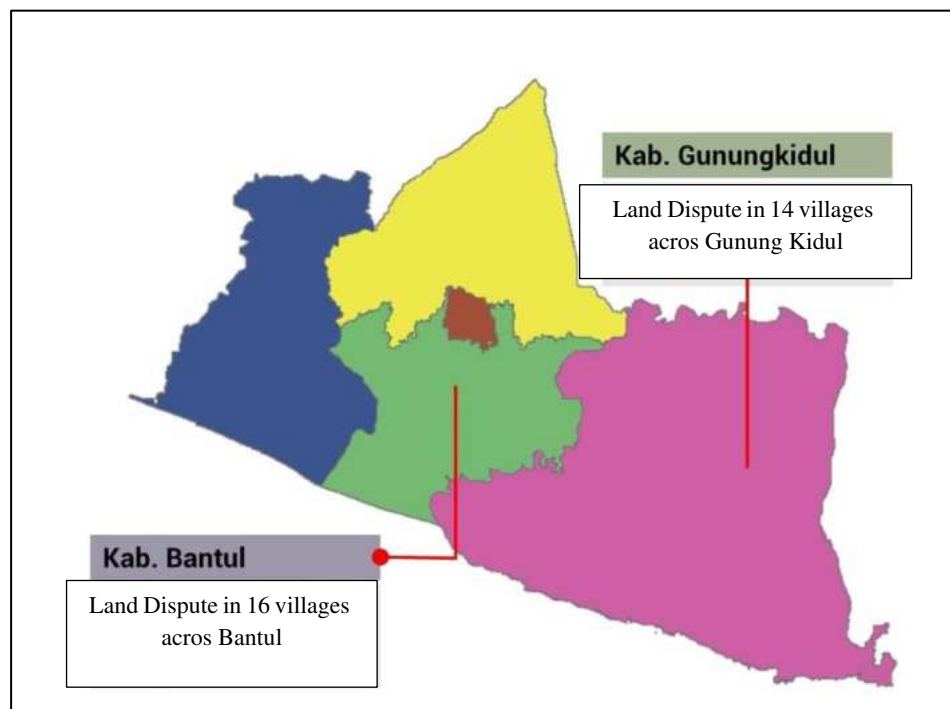 Kab. Gunungkidul
Land Dispute in 14 villages
acros Gunung Kidul
Kab. Bantul
Land Dispute in 16 villages
acros Bantul